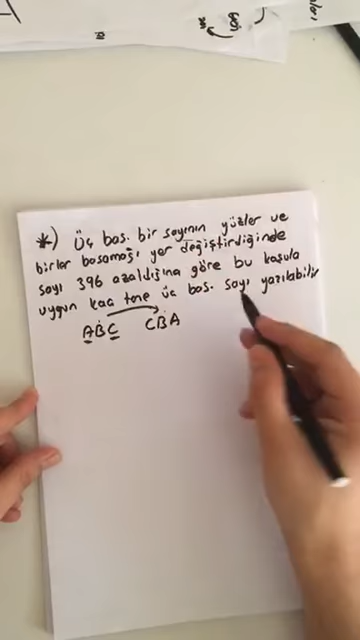 *) Üç bas. bir sayının yüzler ve
birler basamağı yer değiştirdiğinde
sayı 396 azaldığına göre bu koşula
uygun kaç tane üç bas. sayı yazılabilir
ABC CBA